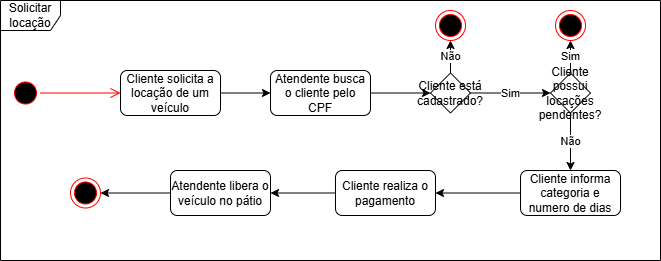 Solicitar
locação
Não
Sim
Cliente solicita a
locação de um
veículo
Atendente busca
o cliente pelo
CPF
Cliente está
cadastrado?
Sim
Cliente
possui
locações
pendentes?
Não
Cliente informa
categoria e
numero de dias
Cliente realiza o
pagamento
Atendente libera o
veículo no pátio